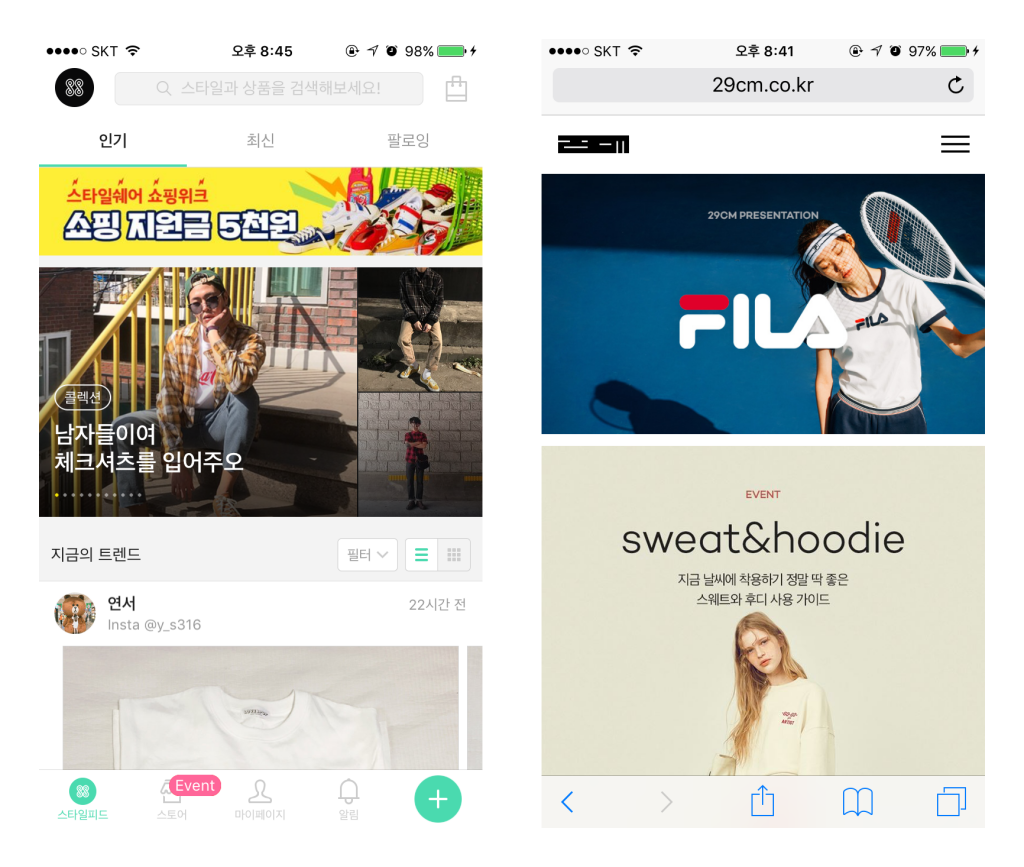 SKT 오후 8:45 98%
스타일과 상품을 검색해보세요!
인기 최신 팔로잉
스타일쉐어 쇼핑위크
쇼핑 지원금 5천원
콜렉션
남자들이여
체크셔츠를 입어주오
지금의 트렌드 필터
연서 22시간 전
Insta @y_s316
Event
스타일피드 스토어 마이페이지 알림
SKT 오후 8:41 97%
29cm.co.kr
29CM PRESENTATION
FILA
FILA
EVENT
sweat&hoodie
지금 날씨에 착용하기 정말 딱 좋은
스웨트와 후디 사용 가이드